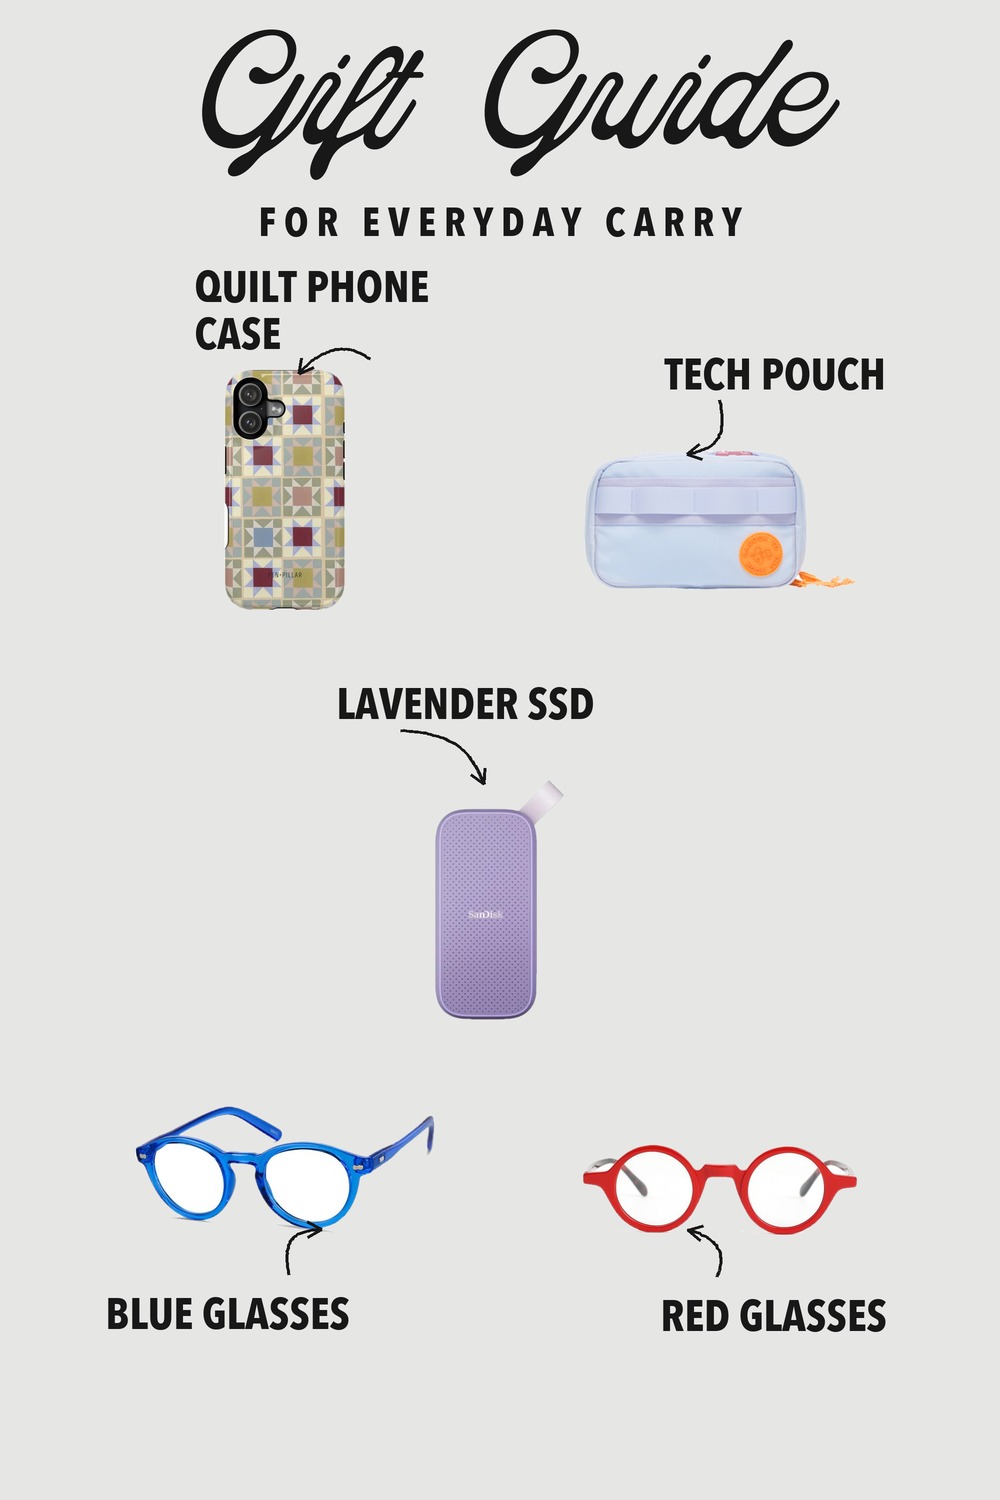 Gift Guide
FOR EVERYDAY CARRY
QUILT PHONE
CASE
TECH POUCH
LAVENDER SSD
SanDisk
BLUE GLASSES
RED GLASSES